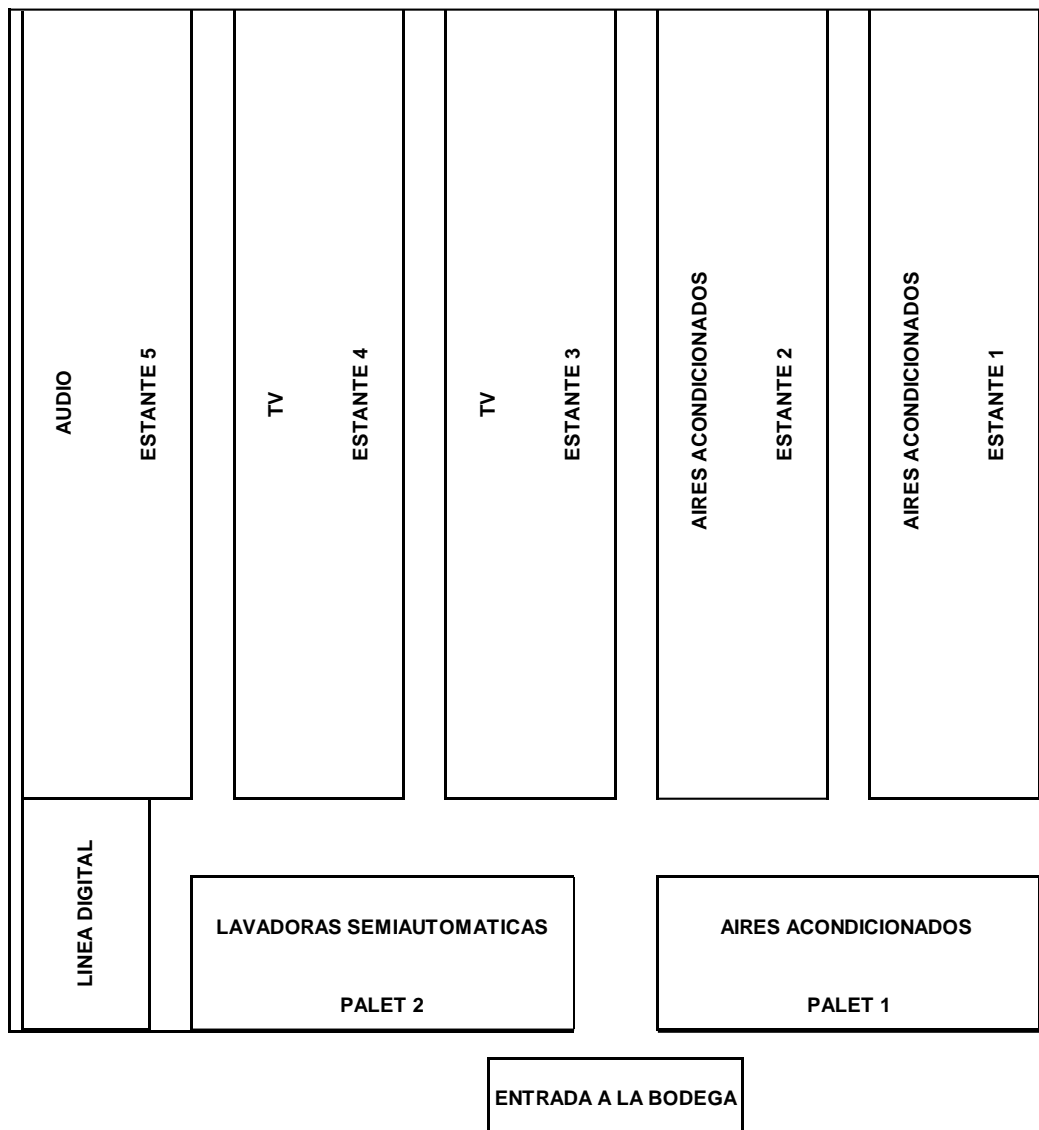 AUDIO
ESTANTE 5
TV
ESTANTE 4
TV
ESTANTE 3
AIRES ACONDICIONADOS
ESTANTE 2
AIRES ACONDICIONADOS
ESTANTE 1
LINEA DIGITAL
LAVADORAS SEMIAUTOMATICAS
PALET 2
AIRES ACONDICIONADOS
PALET 1
ENTRADA A LA BODEGA